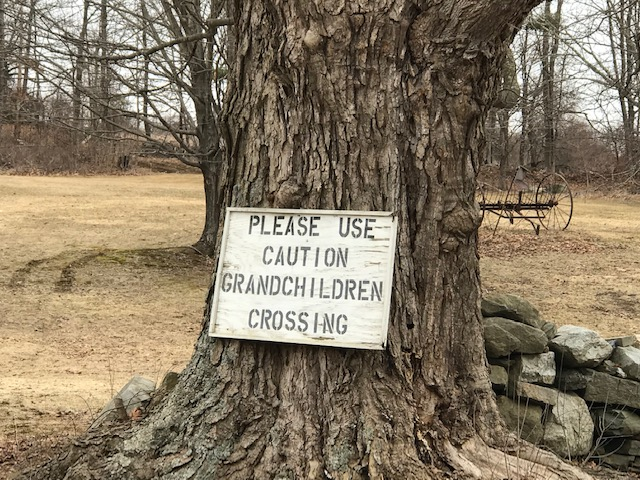 PLEASE USE
CAUTION
GRANDCHILDREN
CROSSING